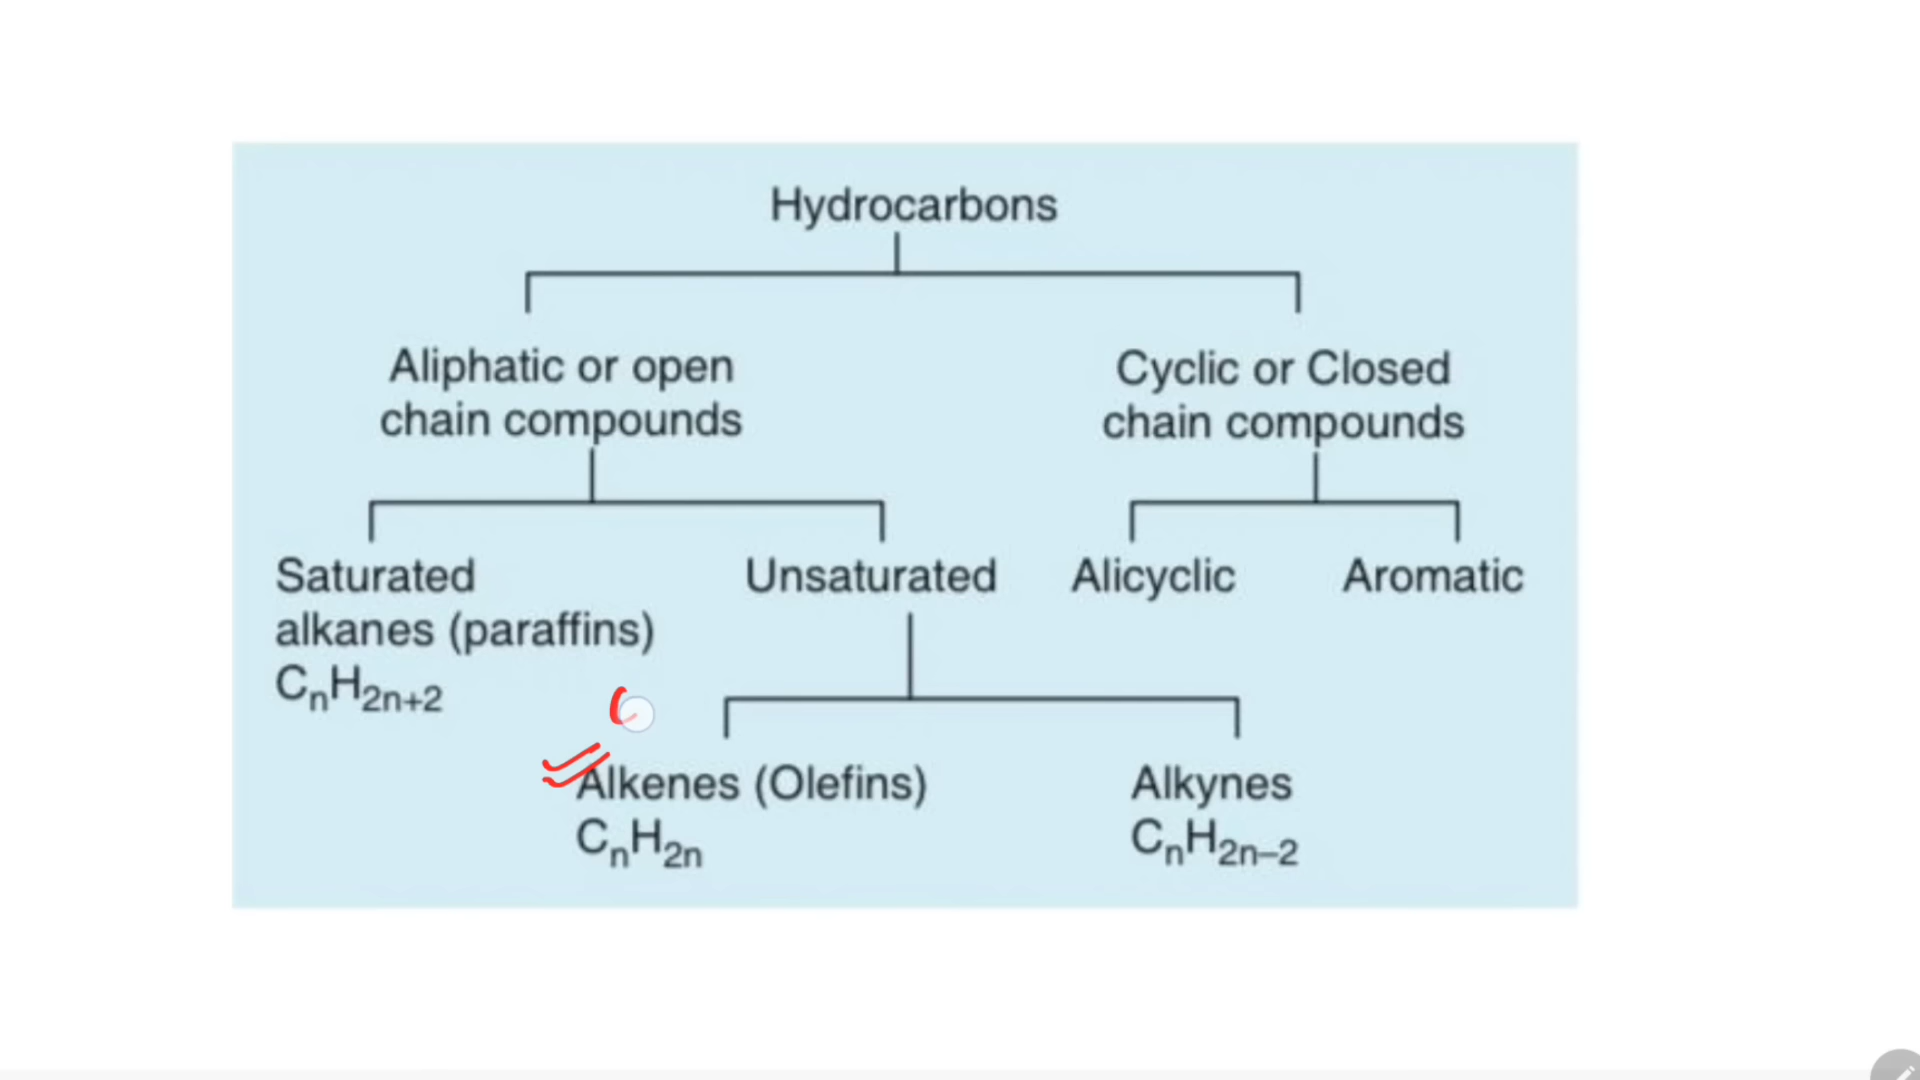 Hydrocarbons
Aliphatic or open
chain compounds
Cyclic or Closed
chain compounds
Saturated
alkanes (paraffins)
CₙH₂ₙ₊₂
Unsaturated
Alicyclic
Aromatic
Alkenes (Olefins)
CₙH₂ₙ
Alkynes
CₙH₂ₙ₋₂